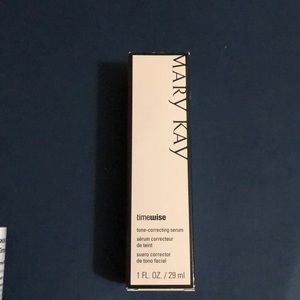 MARY KAY
timewise
tone-correcting serum
sérum correcteur
de teint
suero corrector
de tono facial
1 FL. OZ. / 29 mL